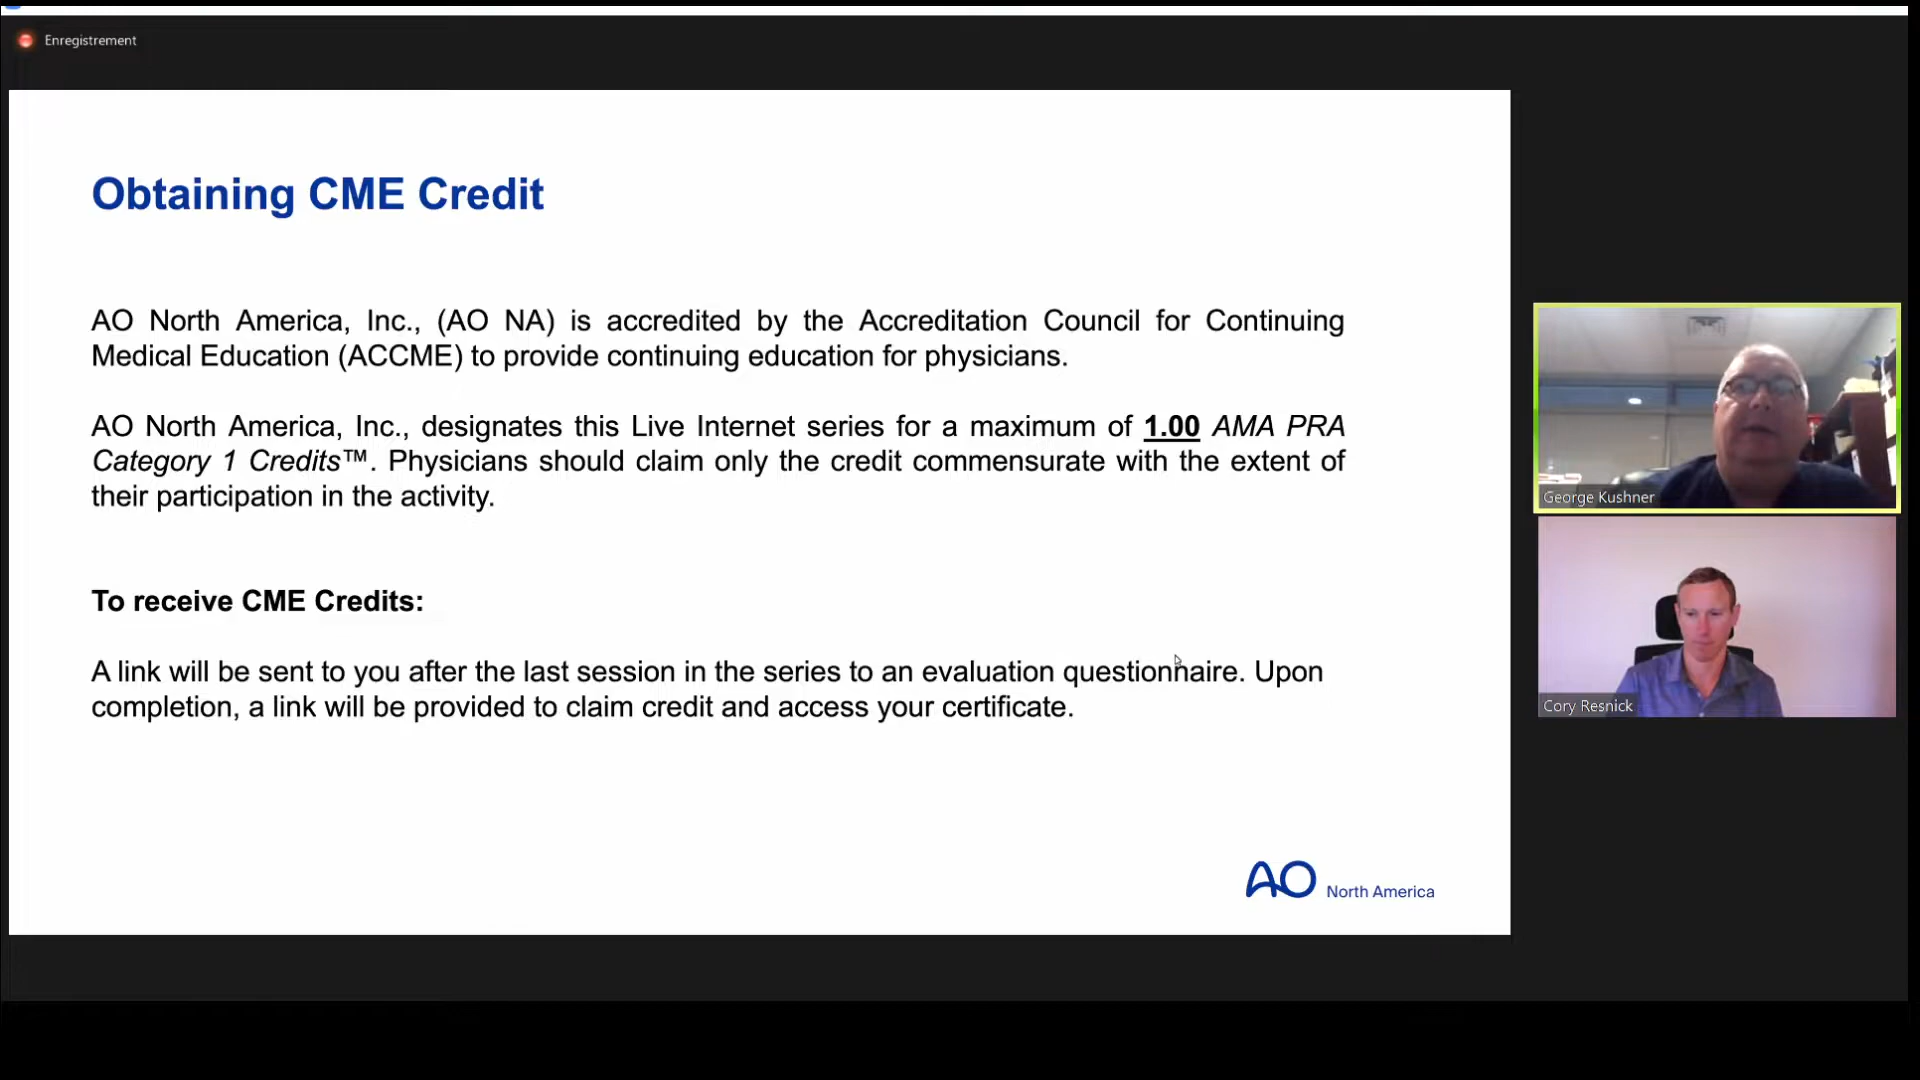 Enregistrement
Obtaining CME Credit
AO North America, Inc., (AO NA) is accredited by the Accreditation Council for Continuing
Medical Education (ACCME) to provide continuing education for physicians.
AO North America, Inc., designates this Live Internet series for a maximum of 1.00 AMA PRA
Category 1 Credits™. Physicians should claim only the credit commensurate with the extent of
their participation in the activity.
To receive CME Credits:
A link will be sent to you after the last session in the series to an evaluation questionnaire. Upon
completion, a link will be provided to claim credit and access your certificate.
AO North America
George Kushner
Cory Resnick